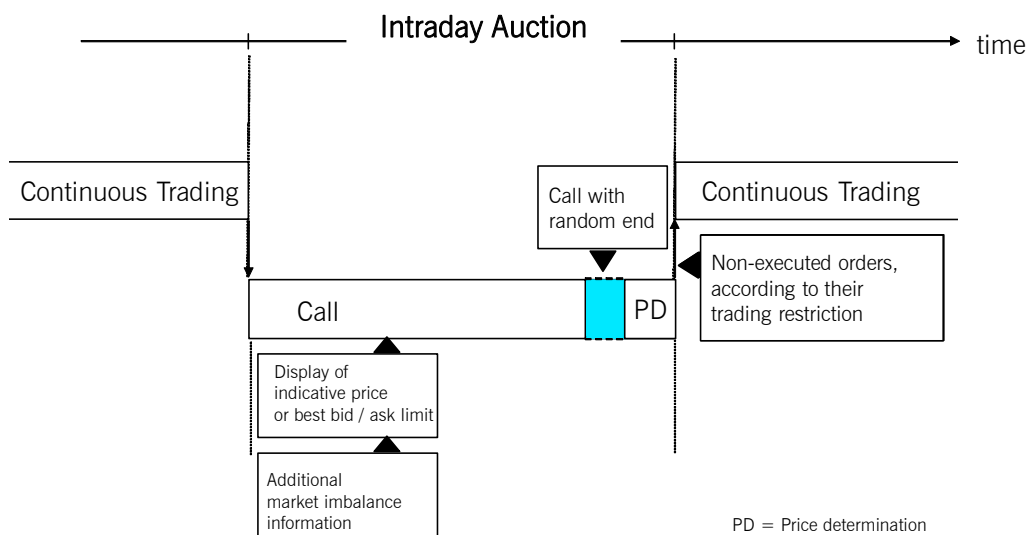 Intraday Auction
time
Continuous Trading
Call with
random end
Continuous Trading
Call
PD
Non-executed orders,
according to their
trading restriction
Display of
indicative price
or best bid / ask limit
Additional
market imbalance
information
PD = Price determination